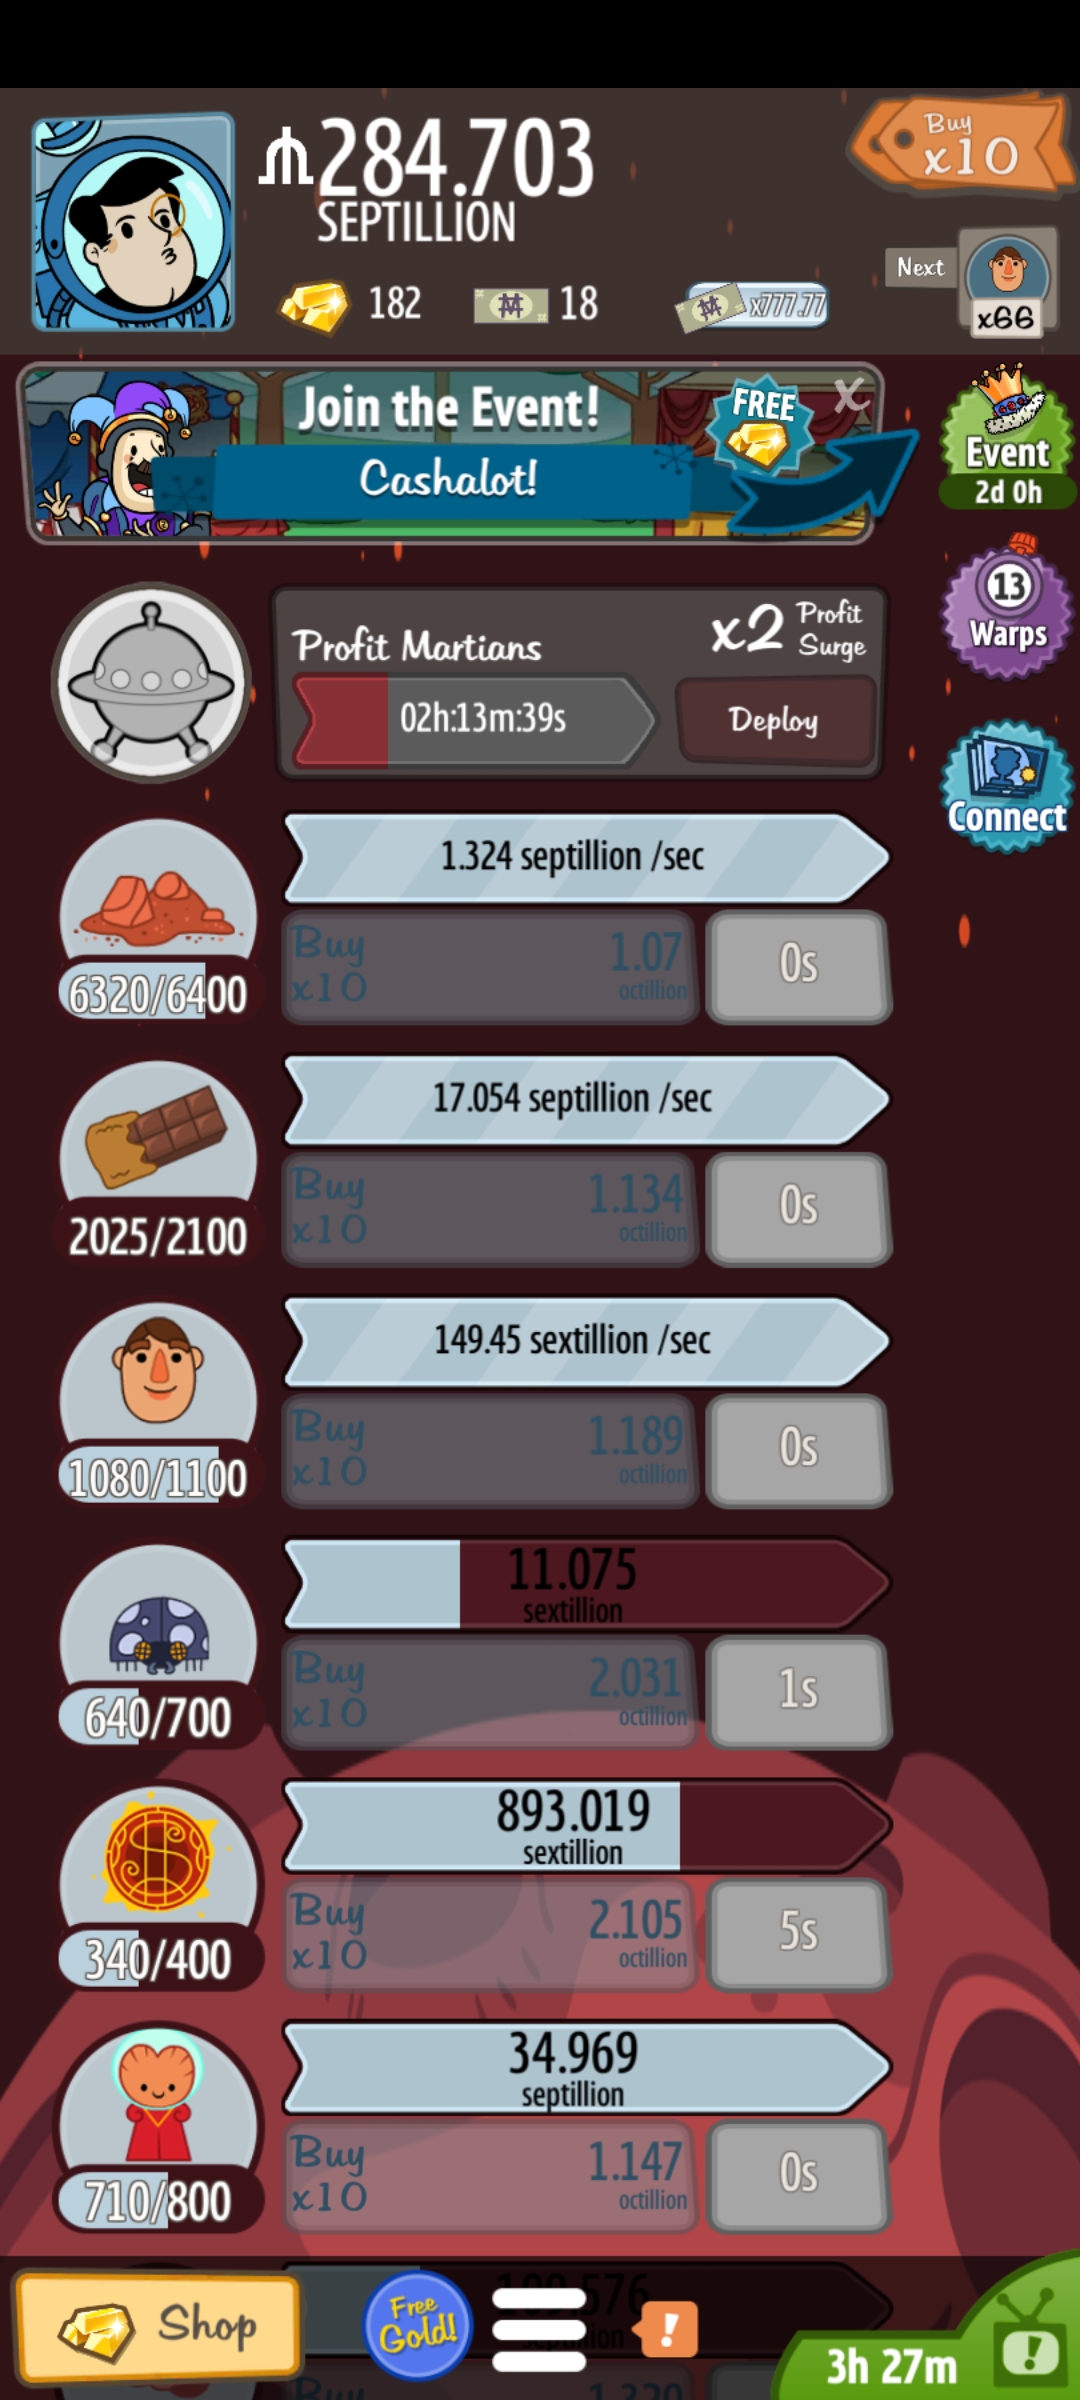 284.703
SEPTILLION
Buy
x10
182
18
x777.77
Next
x66
Join the Event!
Cashalot!
FREE
X
Event
2d 0h
Profit Martians
x2 Profit Surge
02h:13m:39s
Deploy
13
Warps
Connect
1.324 septillion /sec
Buy x10
1.07 octillion
0s
6320/6400
17.054 septillion /sec
Buy x10
1.134 octillion
0s
2025/2100
149.45 sextillion /sec
Buy x10
1.189 octillion
0s
1080/1100
11.075
sextillion
Buy x10
2.031 octillion
1s
640/700
893.019
sextillion
Buy x10
2.105 octillion
5s
340/400
34.969
septillion
Buy x10
1.147 octillion
0s
710/800
Shop
Free Gold!
!
3h 27m
!
Buy